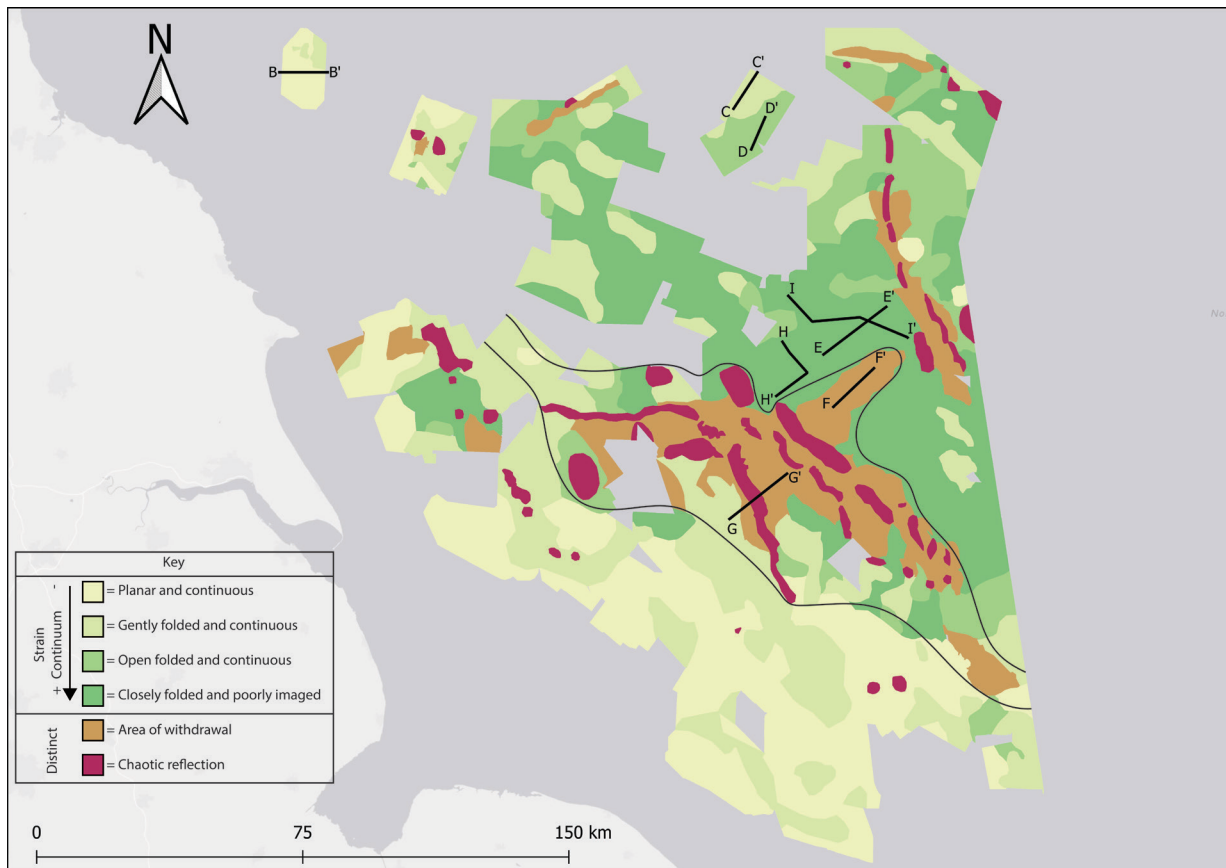 N
B B'
C'
C
D'
D
I
E'
H
E
I'
F'
H'
F
G'
G
No
Key
-
Strain
Continuum
+
= Planar and continuous
= Gently folded and continuous
= Open folded and continuous
= Closely folded and poorly imaged
Distinct
= Area of withdrawal
= Chaotic reflection
0 75 150 km